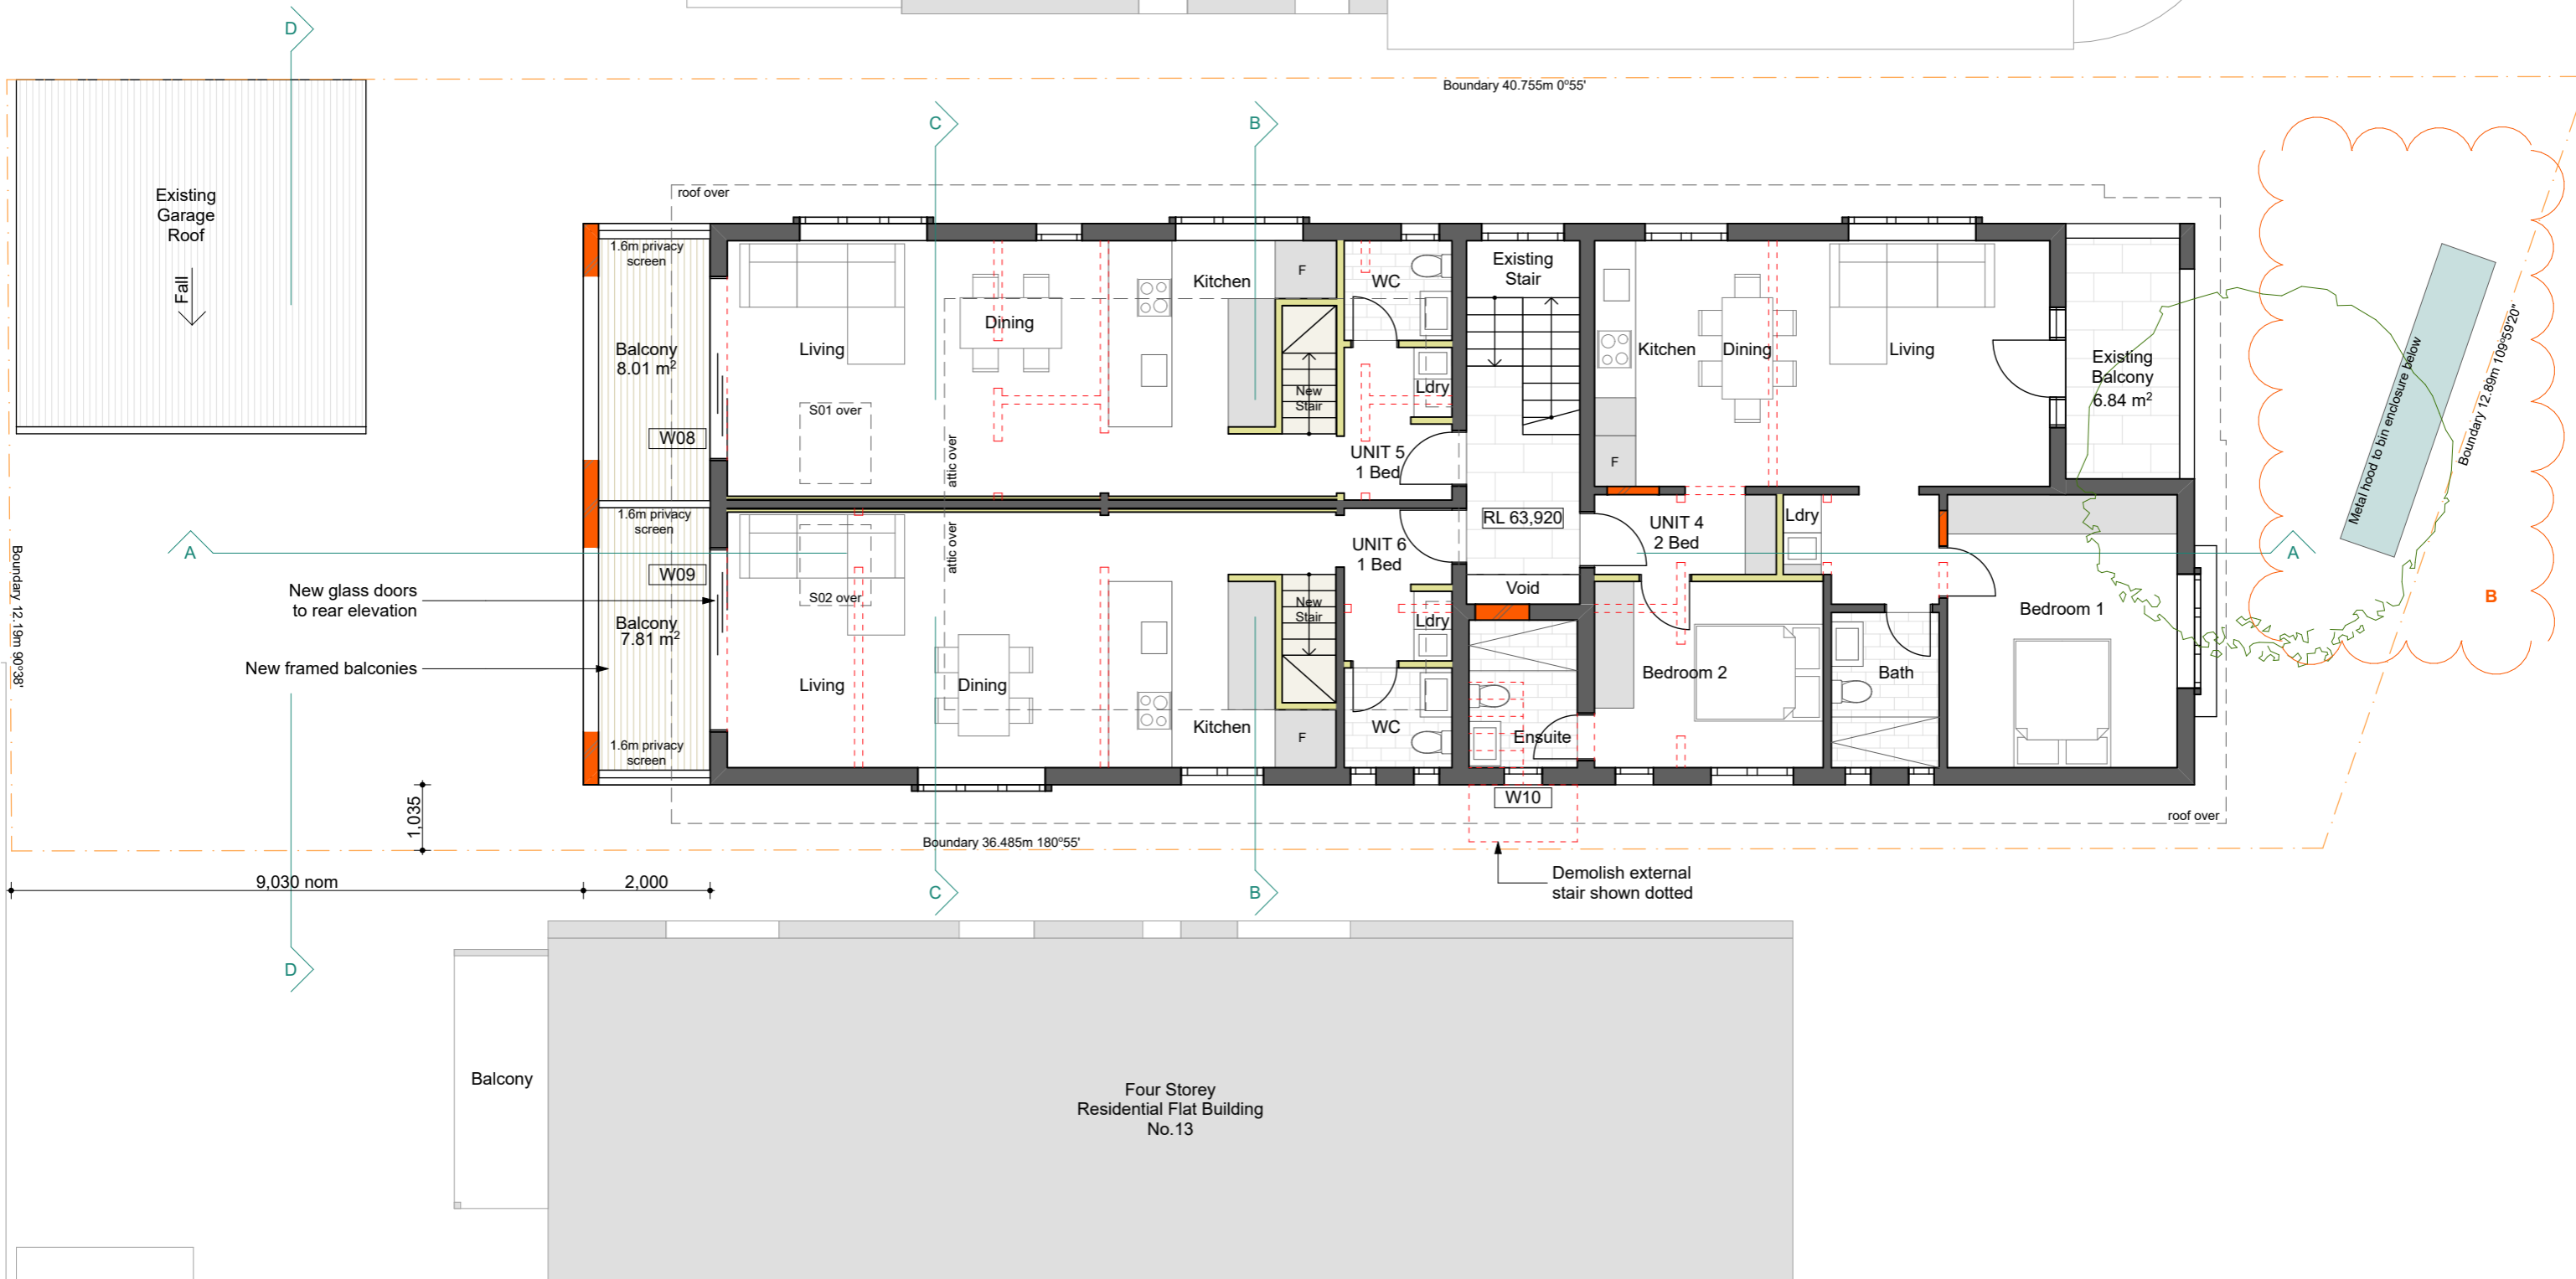 D
Boundary 40.755m 0°55'
C
B
Existing
Garage
Roof
Fall
roof over
1.6m privacy
screen
Balcony
8.01 m²
W08
Living
S01 over
Dining
attic over
Kitchen
F
New
Stair
WC
Ldry
UNIT 5
1 Bed
Existing
Stair
Kitchen
Dining
Living
F
Existing
Balcony
6.84 m²
Metal hood to bin enclosure below
Boundary 12.89m 109°59'20"
B
A
1.6m privacy
screen
W09
New glass doors
to rear elevation
Balcony
7.81 m²
New framed balconies
1.6m privacy
screen
S02 over
Living
Dining
attic over
Kitchen
F
New
Stair
UNIT 6
1 Bed
Ldry
WC
RL 63,920
Void
UNIT 4
2 Bed
Ldry
Bedroom 2
Ensuite
Bath
Bedroom 1
A
W10
roof over
Boundary 12.19m 90°38'
1,035
Boundary 36.485m 180°55'
9,030 nom
2,000
C
B
Demolish external
stair shown dotted
D
Balcony
Four Storey
Residential Flat Building
No.13